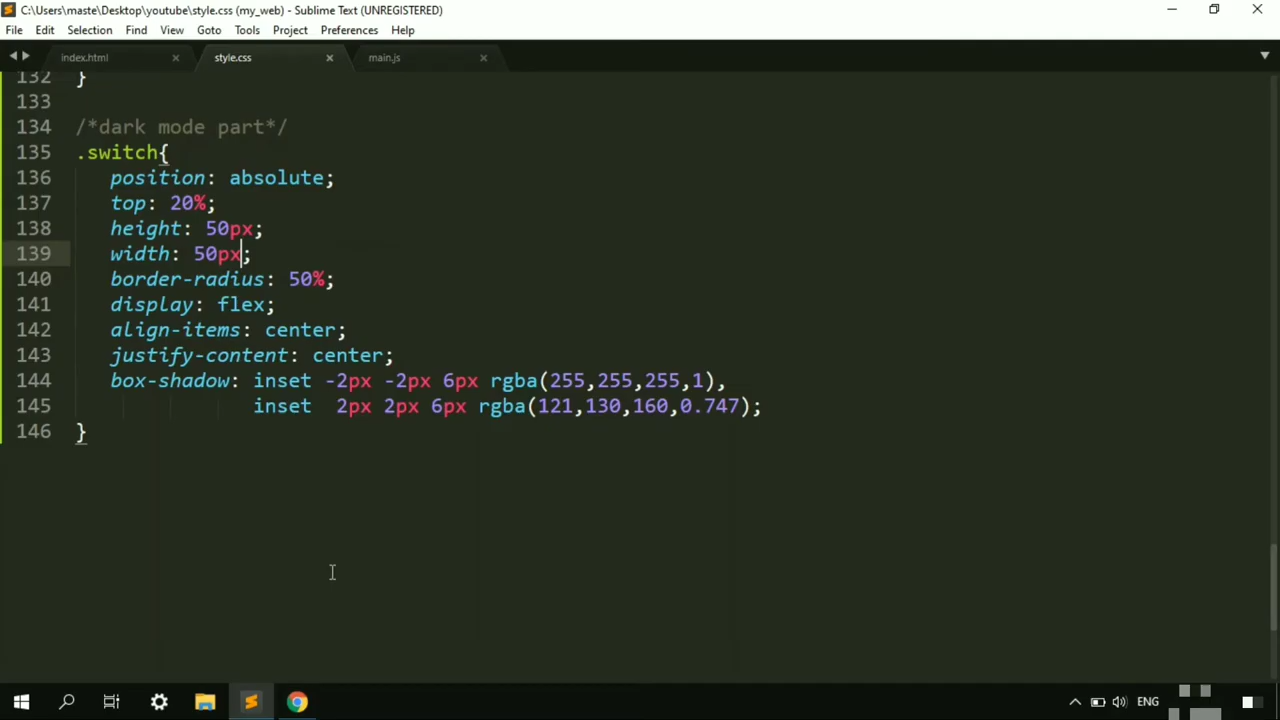 C:\Users\maste\Desktop\youtube\style.css (my_web) - Sublime Text (UNREGISTERED)
File Edit Selection Find View Goto Tools Project Preferences Help
index.html style.css main.js
132 }
133
134 /*dark mode part*/
135 .switch{
136 position: absolute;
137 top: 20%;
138 height: 50px;
139 width: 50px;
140 border-radius: 50%;
141 display: flex;
142 align-items: center;
143 justify-content: center;
144 box-shadow: inset -2px -2px 6px rgba(255,255,255,1),
145 inset 2px 2px 6px rgba(121,130,160,0.747);
146 }
ENG